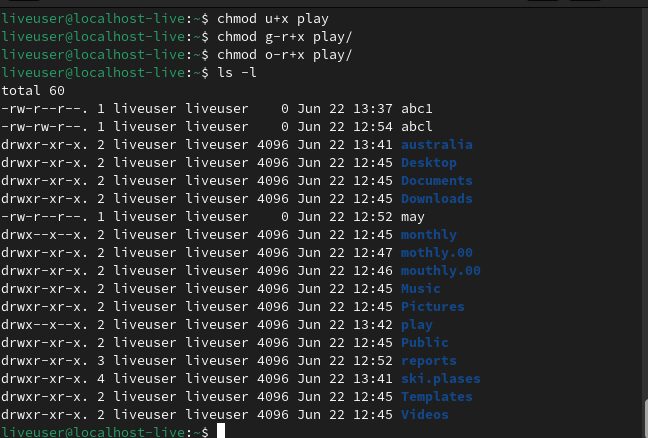 liveuser@localhost-live:~$ chmod u+x play
liveuser@localhost-live:~$ chmod g-r+x play/
liveuser@localhost-live:~$ chmod o-r+x play/
liveuser@localhost-live:~$ ls -l
total 60
-rw-r--r--. 1 liveuser liveuser    0 Jun 22 13:37 abc1
-rw-rw-r--. 1 liveuser liveuser    0 Jun 22 12:54 abcl
drwxr-xr-x. 2 liveuser liveuser 4096 Jun 22 13:41 australia
drwxr-xr-x. 2 liveuser liveuser 4096 Jun 22 12:45 Desktop
drwxr-xr-x. 2 liveuser liveuser 4096 Jun 22 12:45 Documents
drwxr-xr-x. 2 liveuser liveuser 4096 Jun 22 12:45 Downloads
-rw-r--r--. 1 liveuser liveuser    0 Jun 22 12:52 may
drwx--x--x. 2 liveuser liveuser 4096 Jun 22 12:45 monthly
drwxr-xr-x. 2 liveuser liveuser 4096 Jun 22 12:47 mothly.00
drwxr-xr-x. 2 liveuser liveuser 4096 Jun 22 12:46 mouthly.00
drwxr-xr-x. 2 liveuser liveuser 4096 Jun 22 12:45 Music
drwxr-xr-x. 2 liveuser liveuser 4096 Jun 22 12:45 Pictures
drwx--x--x. 2 liveuser liveuser 4096 Jun 22 13:42 play
drwxr-xr-x. 2 liveuser liveuser 4096 Jun 22 12:45 Public
drwxr-xr-x. 3 liveuser liveuser 4096 Jun 22 12:52 reports
drwxr-xr-x. 4 liveuser liveuser 4096 Jun 22 13:41 ski.plases
drwxr-xr-x. 2 liveuser liveuser 4096 Jun 22 12:45 Templates
drwxr-xr-x. 2 liveuser liveuser 4096 Jun 22 12:45 Videos
liveuser@localhost-live:~$